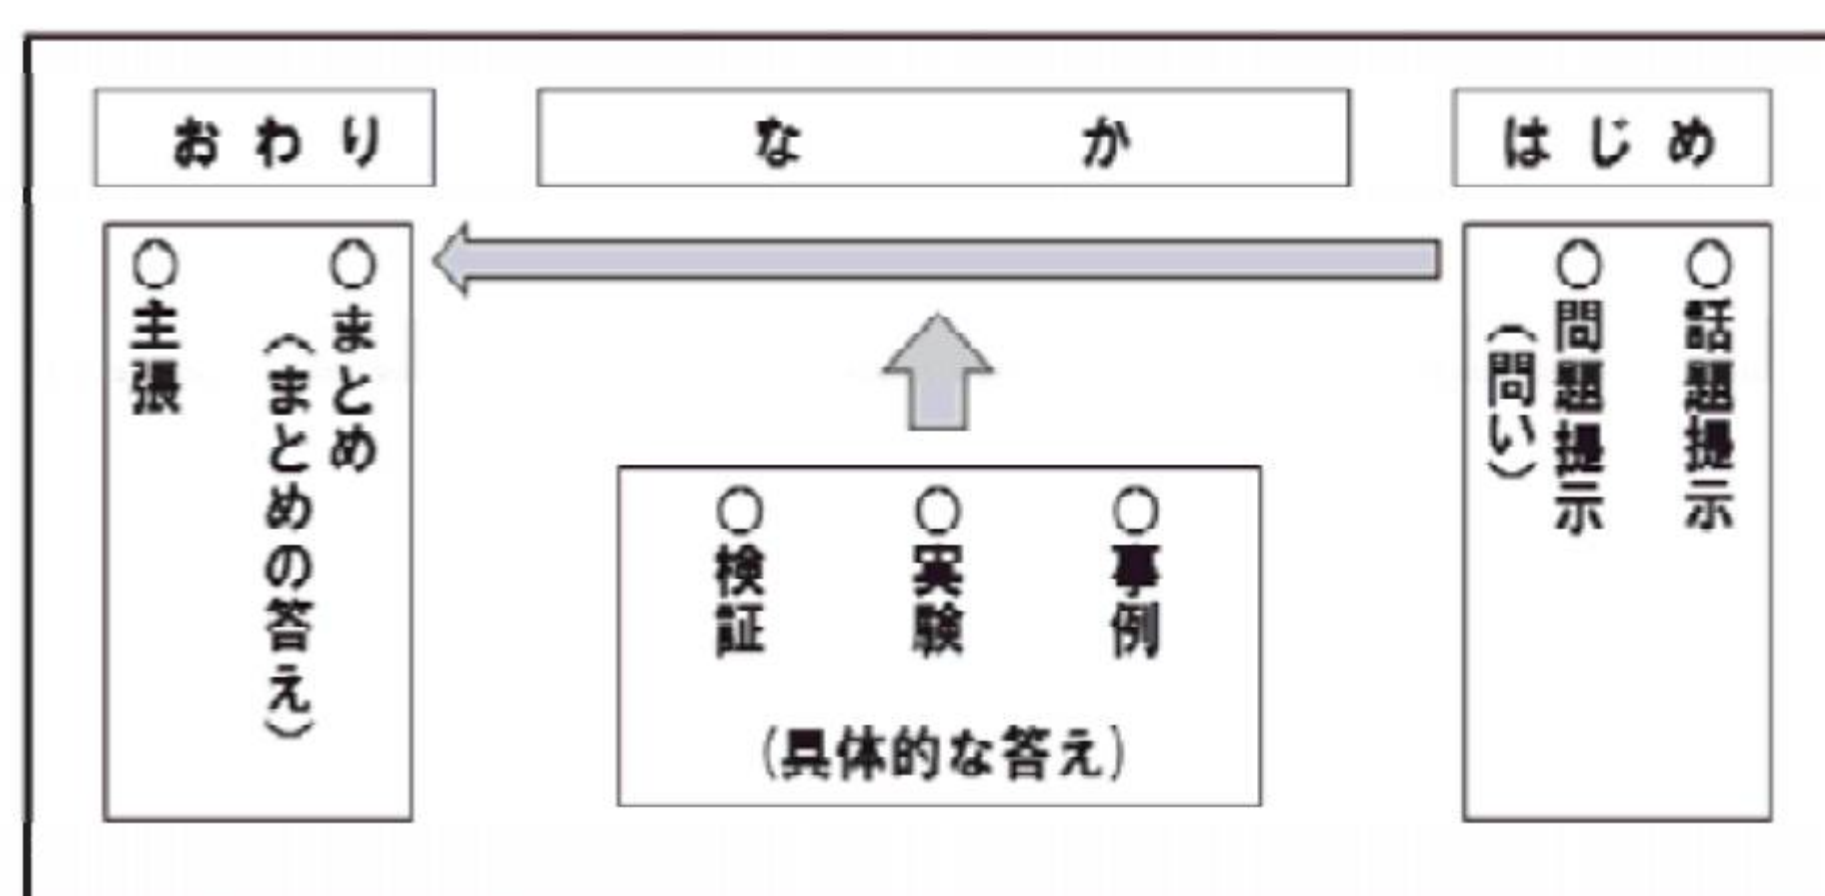 はじめ
○話題提示
○問題提示
（問い）
なか
○事例
○実験
○検証
（具体的な答え）
おわり
○まとめ
（まとめの答え）
○主張